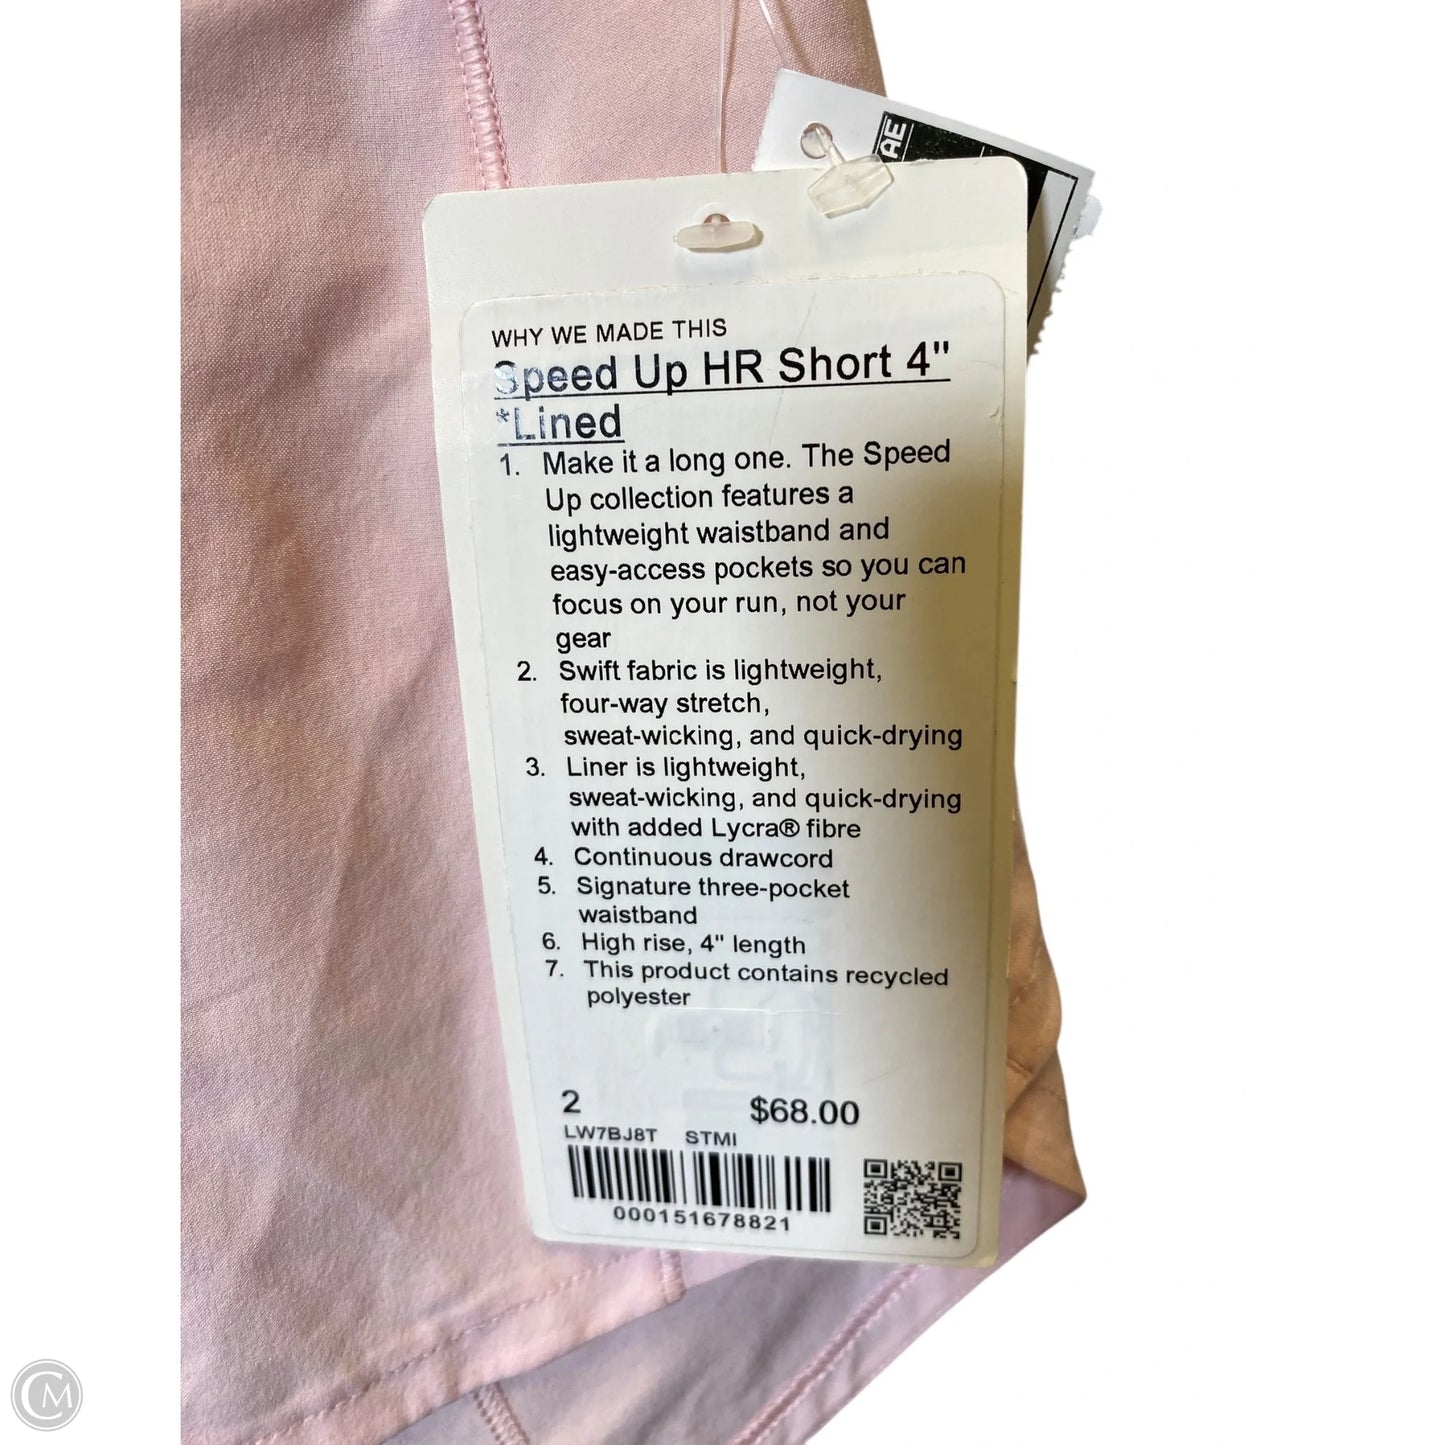 AE
WHY WE MADE THIS
Speed Up HR Short 4"
*Lined
1. Make it a long one. The Speed
Up collection features a
lightweight waistband and
easy-access pockets so you can
focus on your run, not your
gear
2. Swift fabric is lightweight,
four-way stretch,
sweat-wicking, and quick-drying
3. Liner is lightweight,
sweat-wicking, and quick-drying
with added Lycra® fibre
4. Continuous drawcord
5. Signature three-pocket
waistband
6. High rise, 4" length
7. This product contains recycled
polyester
2 $68.00
LW7BJ8T STMI
000151678821
CM